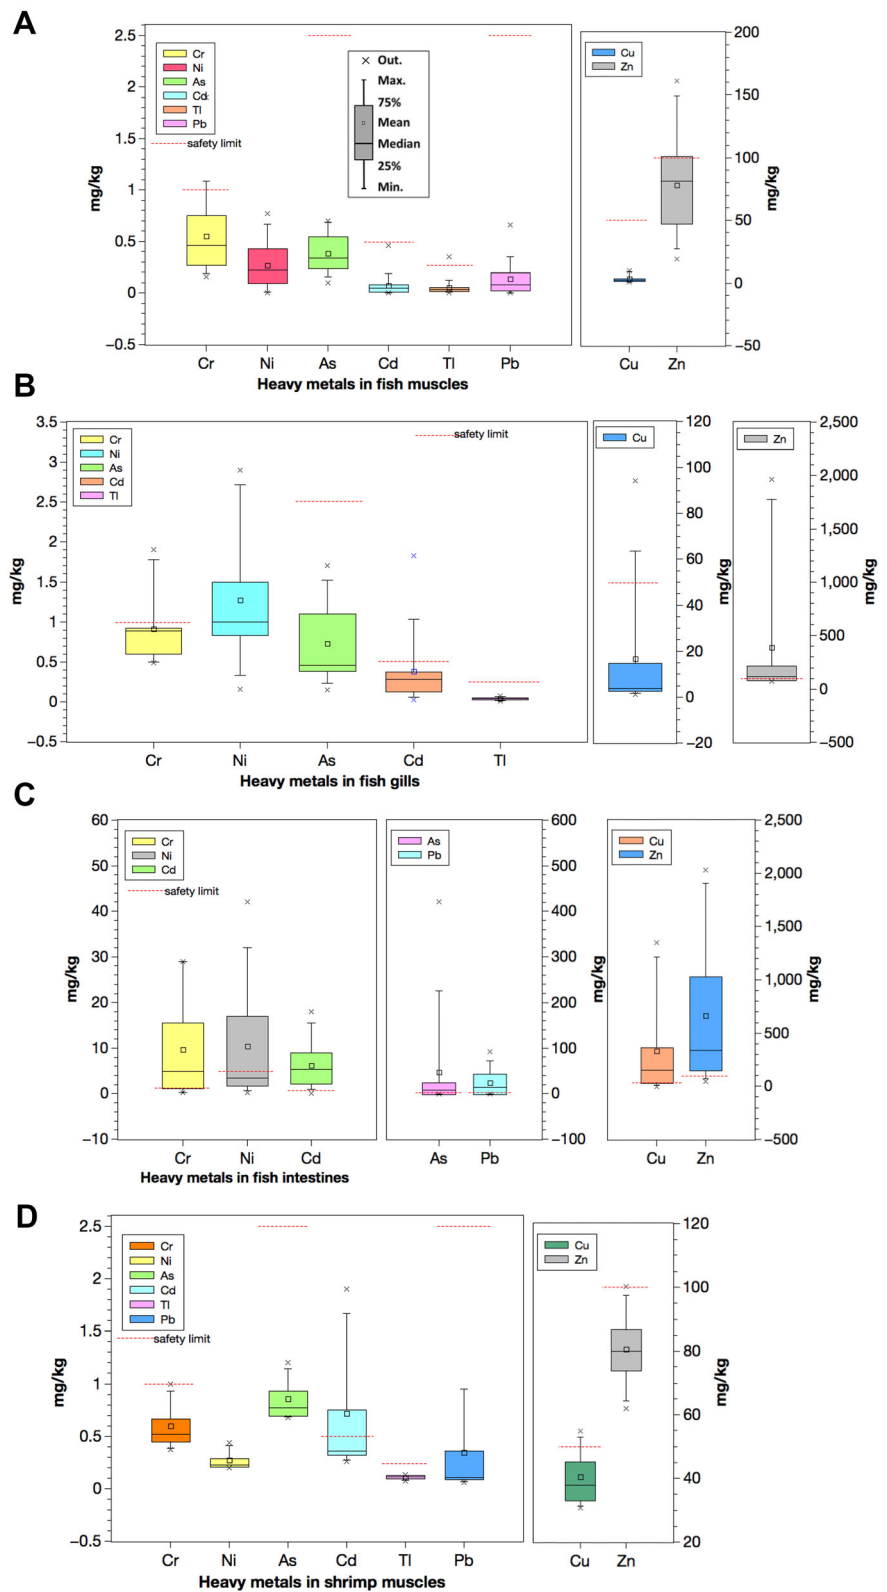 A
2.5
2
1.5
1
0.5
0
−0.5
mg/kg
Cr
Ni
As
Cd
Tl
Pb
safety limit
Out.
Max.
75%
Mean
Median
25%
Min.
Cr
Ni
As
Cd
Tl
Pb
Heavy metals in fish muscles
Cu
Zn
200
150
100
50
0
−50
mg/kg
Cu
Zn
B
3.5
3
2.5
2
1.5
1
0.5
0
−0.5
mg/kg
Cr
Ni
As
Cd
Tl
safety limit
Cr
Ni
As
Cd
Tl
Heavy metals in fish gills
Cu
120
100
80
60
40
20
0
−20
mg/kg
Zn
2,500
2,000
1,500
1,000
500
0
−500
mg/kg
C
60
50
40
30
20
10
0
−10
mg/kg
Cr
Ni
Cd
safety limit
Cr
Ni
Cd
Heavy metals in fish intestines
As
Pb
600
500
400
300
200
100
0
−100
mg/kg
As
Pb
Cu
Zn
2,500
2,000
1,500
1,000
500
0
−500
mg/kg
Cu
Zn
D
2.5
2
1.5
1
0.5
0
−0.5
mg/kg
Cr
Ni
As
Cd
Tl
Pb
safety limit
Cr
Ni
As
Cd
Tl
Pb
Heavy metals in shrimp muscles
Cu
Zn
120
100
80
60
40
20
mg/kg
Cu
Zn